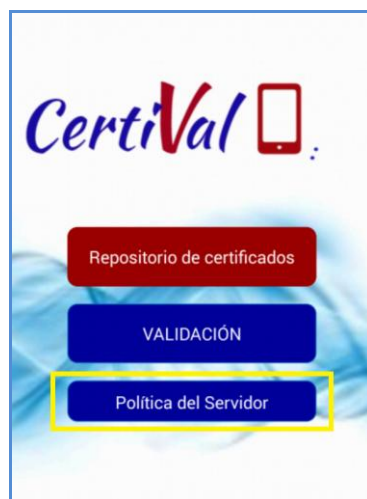 CertiVal
Repositorio de certificados
VALIDACIÓN
Política del Servidor